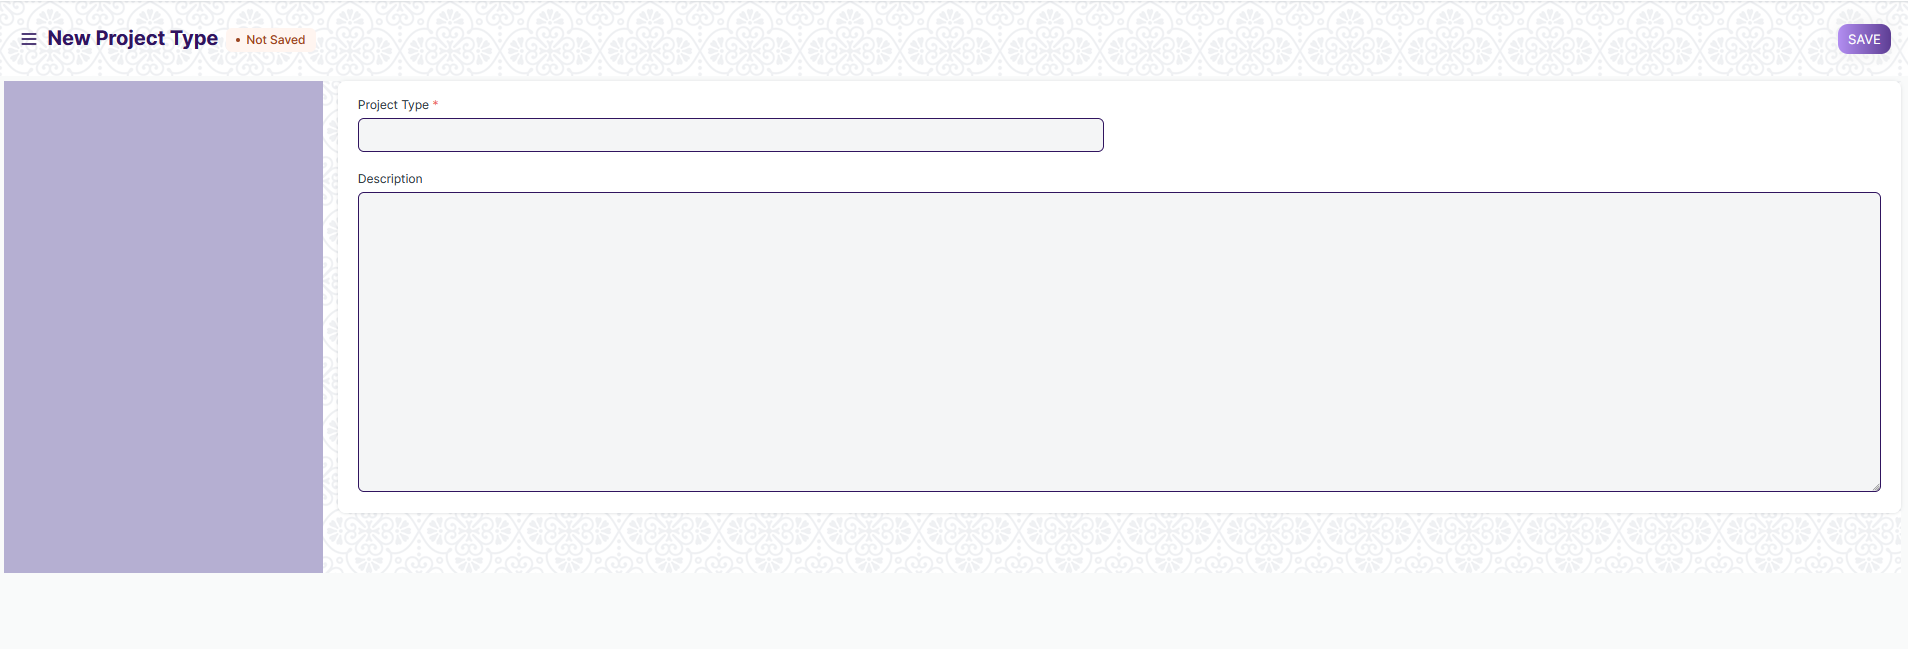 New Project Type
• Not Saved
SAVE
Project Type *
Description